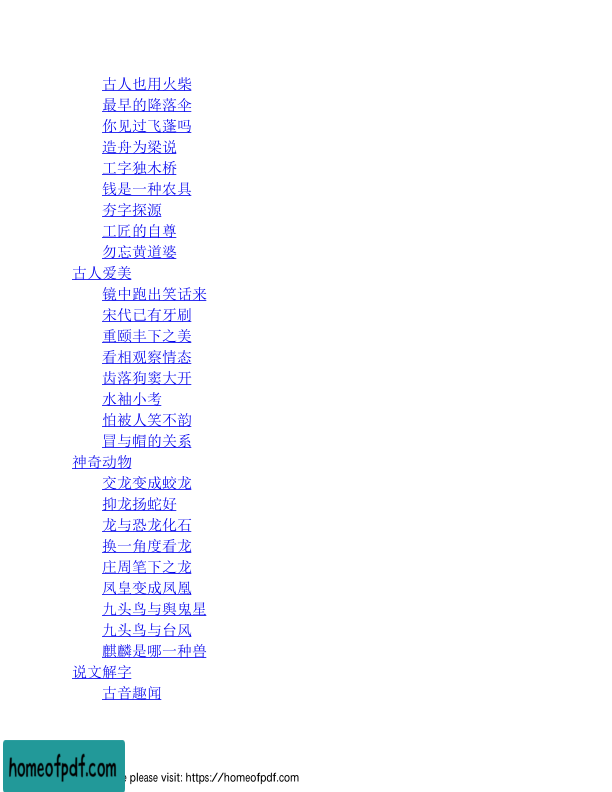 古人也用火柴
最早的降落伞
你见过飞蓬吗
造舟为梁说
工字独木桥
钱是一种农具
夯字探源
工匠的自尊
勿忘黄道婆
古人爱美
镜中跑出笑话来
宋代已有牙刷
重颐丰下之美
看相观察情态
齿落狗窦大开
水袖小考
怕被人笑不韵
冒与帽的关系
神奇动物
交龙变成蛟龙
抑龙扬蛇好
龙与恐龙化石
换一角度看龙
庄周笔下之龙
凤皇变成凤凰
九头鸟与舆鬼星
九头鸟与台风
麒麟是哪一种兽
说文解字
古音趣闻
homeofpdf.com
please visit: https://homeofpdf.com